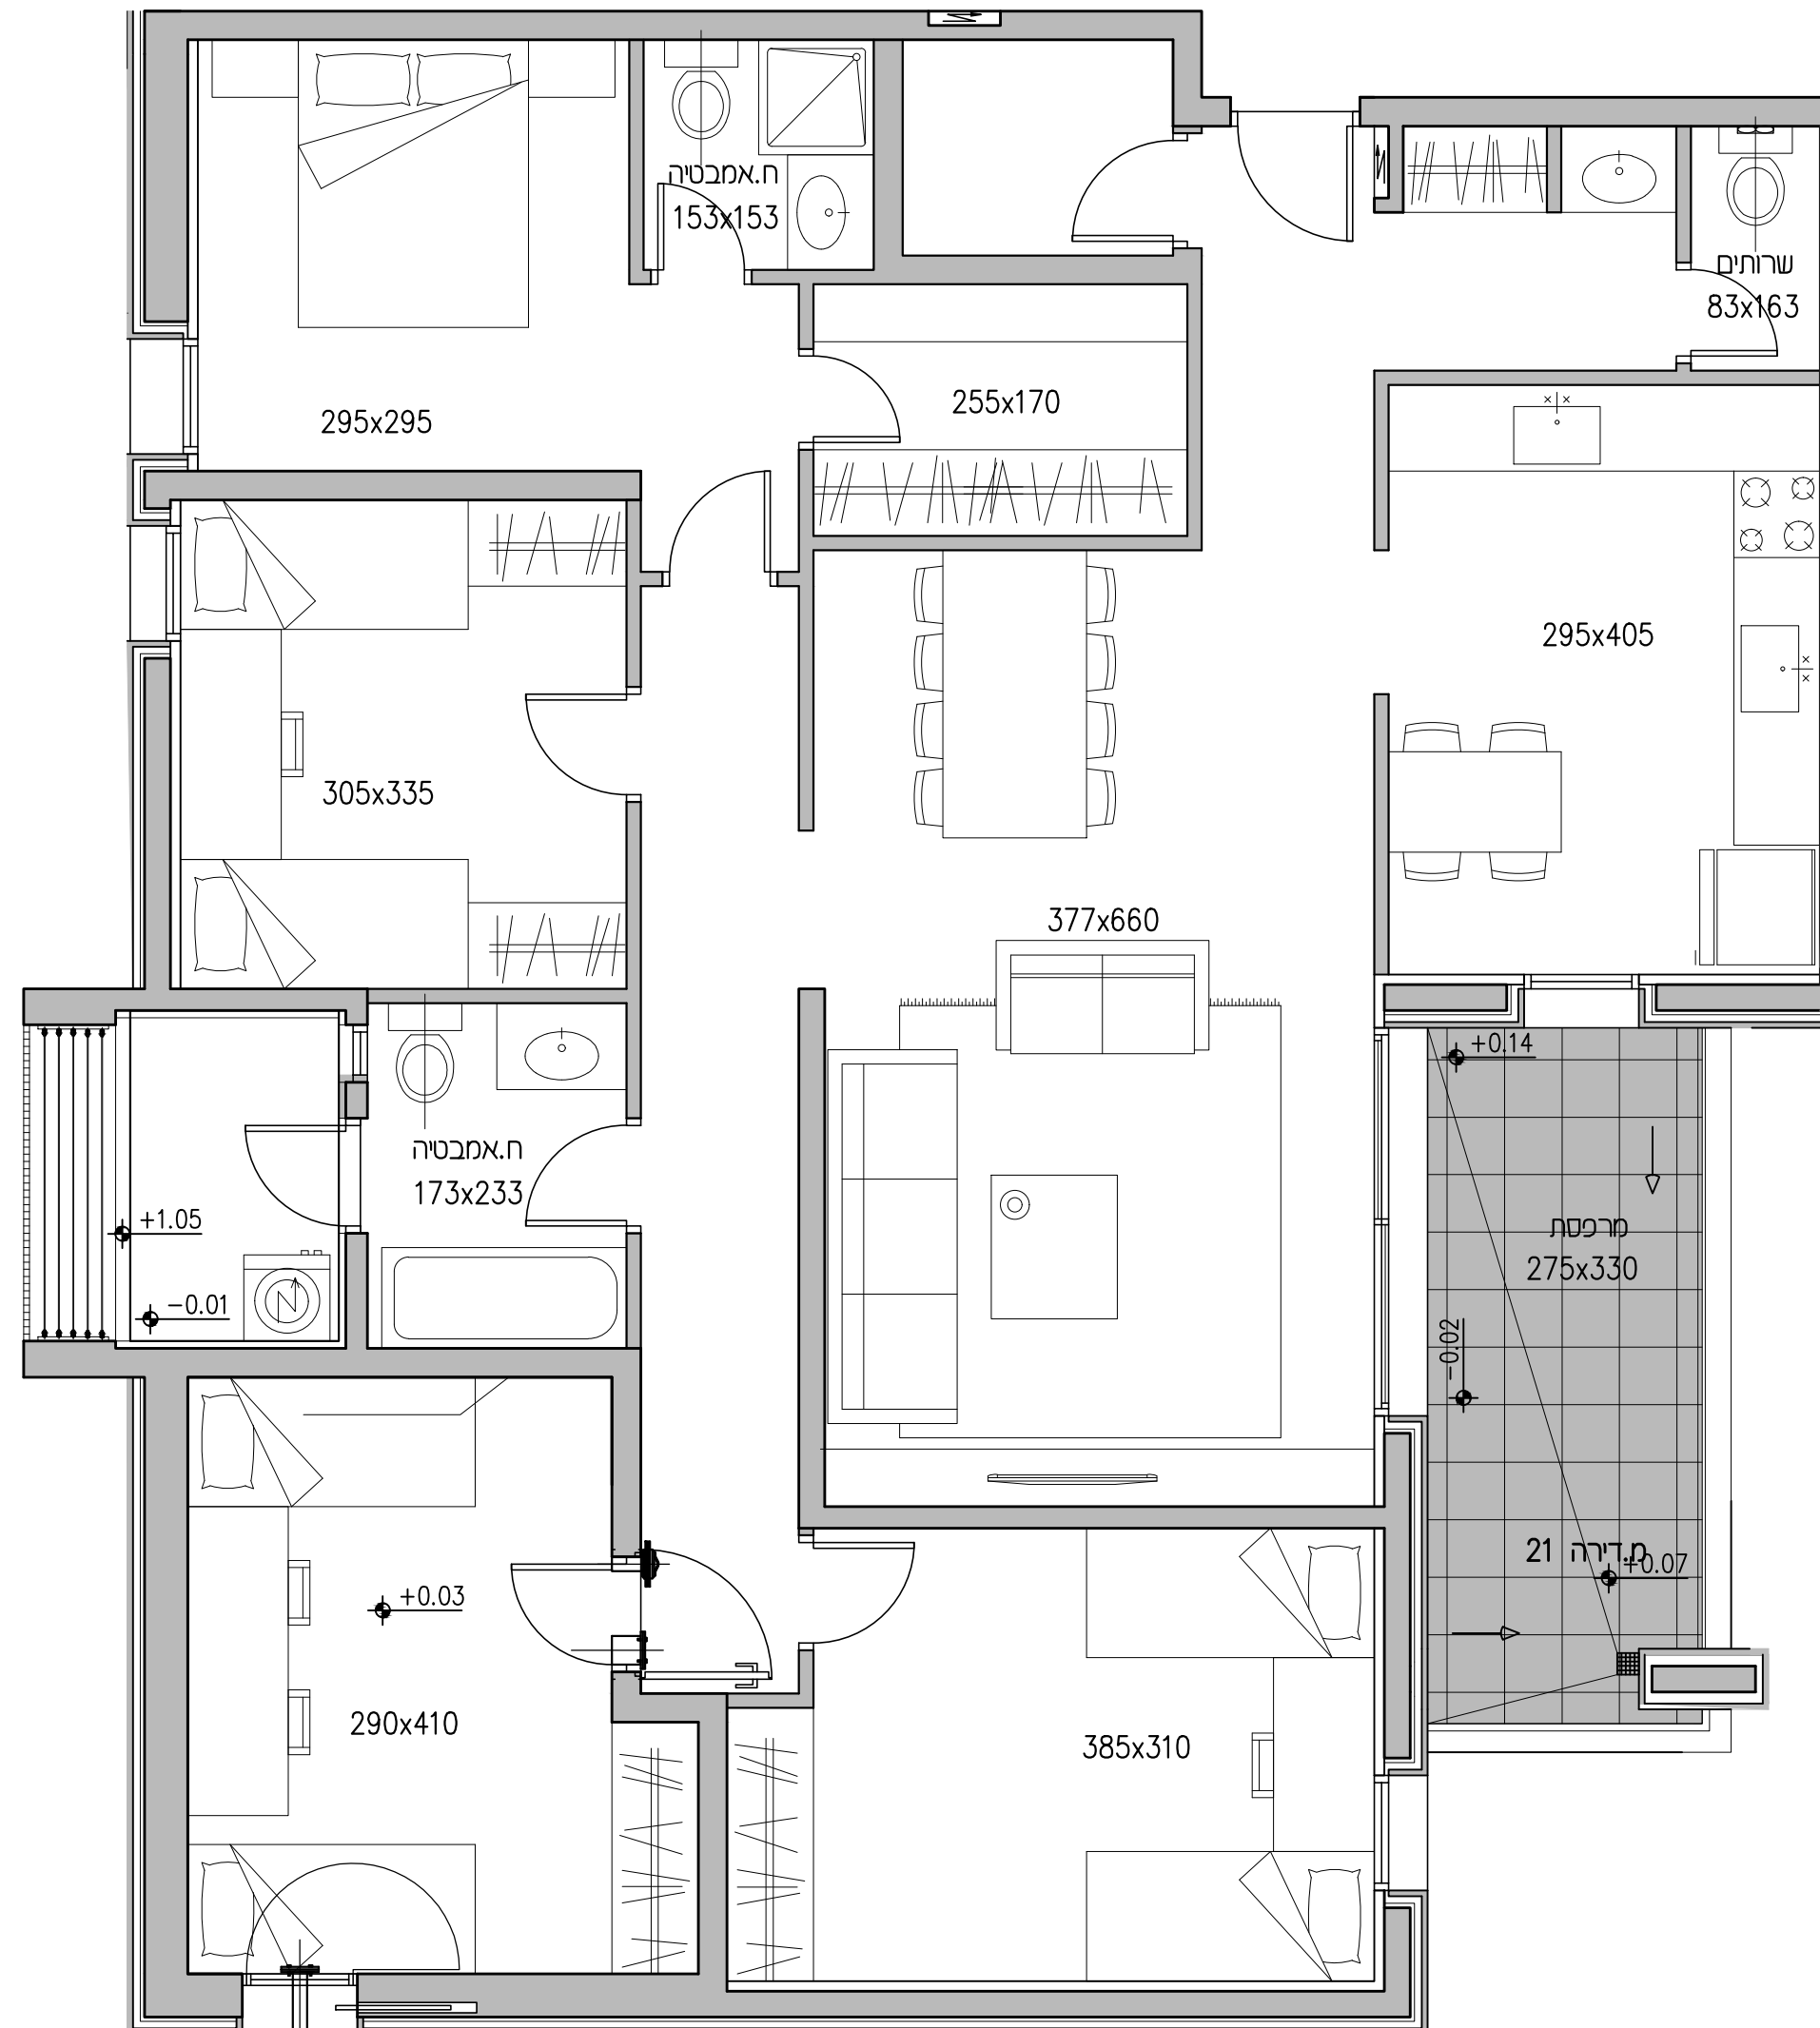 ח.אמבטיה
153x153
שרותים
83x163
295x295
255x170
295x405
305x335
377x660
+0.14
ח.אמבטיה
173x233
+1.05
-0.01
מרפסת
275x330
-0.02
מ.דירה 21
+0.07
+0.03
290x410
385x310